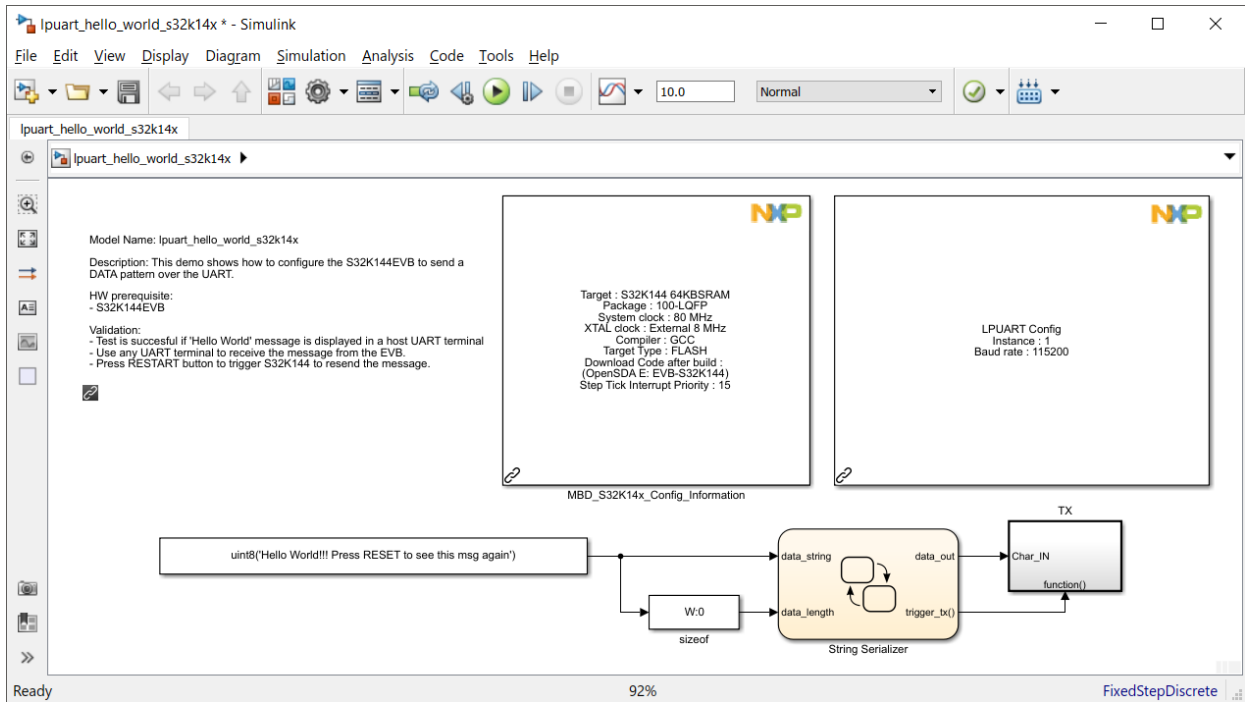 lpuart_hello_world_s32k14x * - Simulink
File Edit View Display Diagram Simulation Analysis Code Tools Help
10.0 Normal
lpuart_hello_world_s32k14x
lpuart_hello_world_s32k14x
NXP
NXP
Model Name: lpuart_hello_world_s32k14x
Description: This demo shows how to configure the S32K144EVB to send a
DATA pattern over the UART.
HW prerequisite:
- S32K144EVB
Validation:
- Test is succesful if 'Hello World' message is displayed in a host UART terminal
- Use any UART terminal to receive the message from the EVB.
- Press RESTART button to trigger S32K144 to resend the message.
Target : S32K144 64KBSRAM
Package : 100-LQFP
System clock : 80 MHz
XTAL clock : External 8 MHz
Compiler : GCC
Target Type : FLASH
Download Code after build :
(OpenSDA E: EVB-S32K144)
Step Tick Interrupt Priority : 15
MBD_S32K14x_Config_Information
LPUART Config
Instance : 1
Baud rate : 115200
uint8('Hello World!!! Press RESET to see this msg again')
W:0
sizeof
data_string data_out
data_length trigger_tx()
String Serializer
TX
Char_IN
function()
Ready 92% FixedStepDiscrete